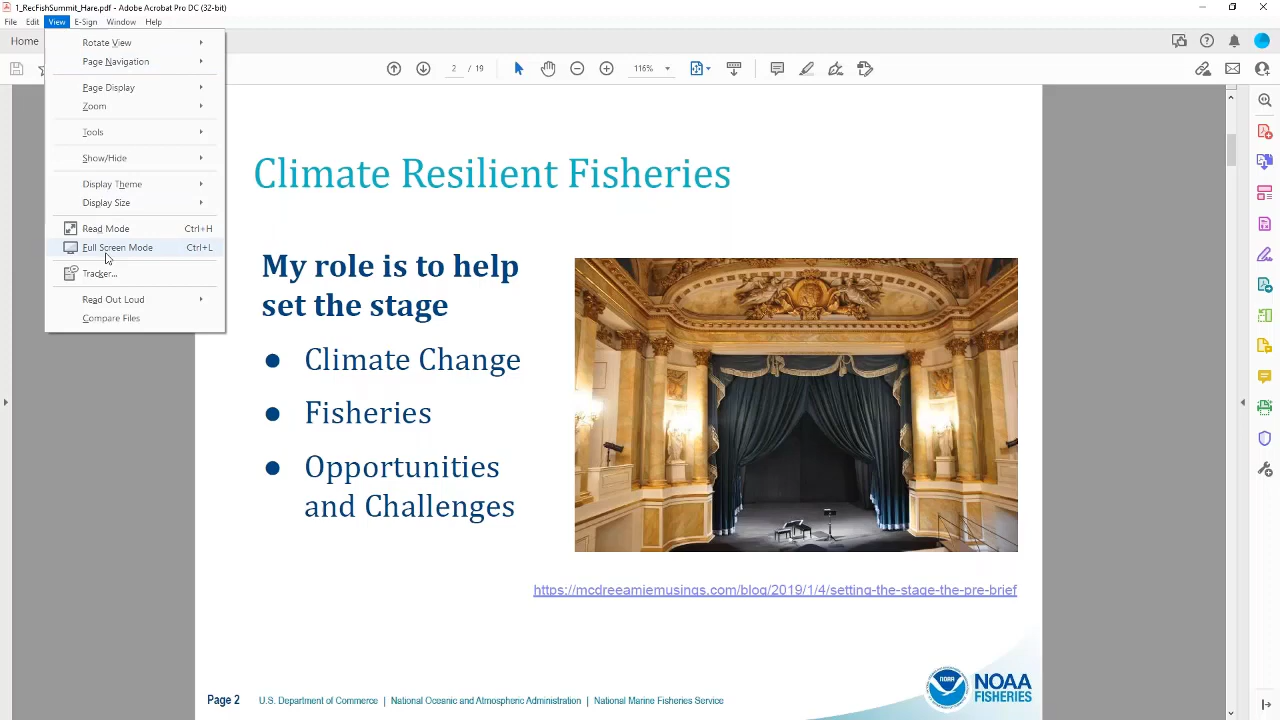 1_RecFishSummit_Hare.pdf - Adobe Acrobat Pro DC (32-bit)
File Edit View E-Sign Window Help
Home
2 / 19 116%
Rotate View
Page Navigation
Page Display
Zoom
Tools
Show/Hide
Display Theme
Display Size
Read Mode Ctrl+H
Full Screen Mode Ctrl+L
Tracker...
Read Out Loud
Compare Files
Climate Resilient Fisheries
My role is to help
set the stage
● Climate Change
● Fisheries
● Opportunities
and Challenges
https://mcdreeamiemusings.com/blog/2019/1/4/setting-the-stage-the-pre-brief
Page 2 U.S. Department of Commerce | National Oceanic and Atmospheric Administration | National Marine Fisheries Service
NOAA
NOAA
FISHERIES